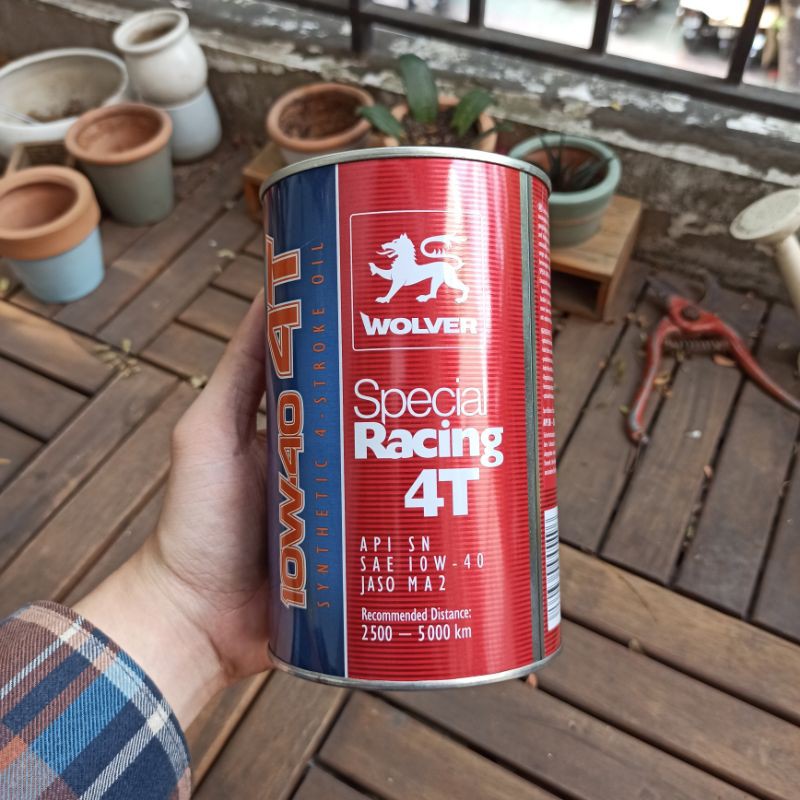 10W40 4T
SYNTHETIC 4-STROKE OIL
WOLVER
Special
Racing
4T
API SN
SAE 10W-40
JASO MA2
Recommended Distance:
2500 — 5000 km